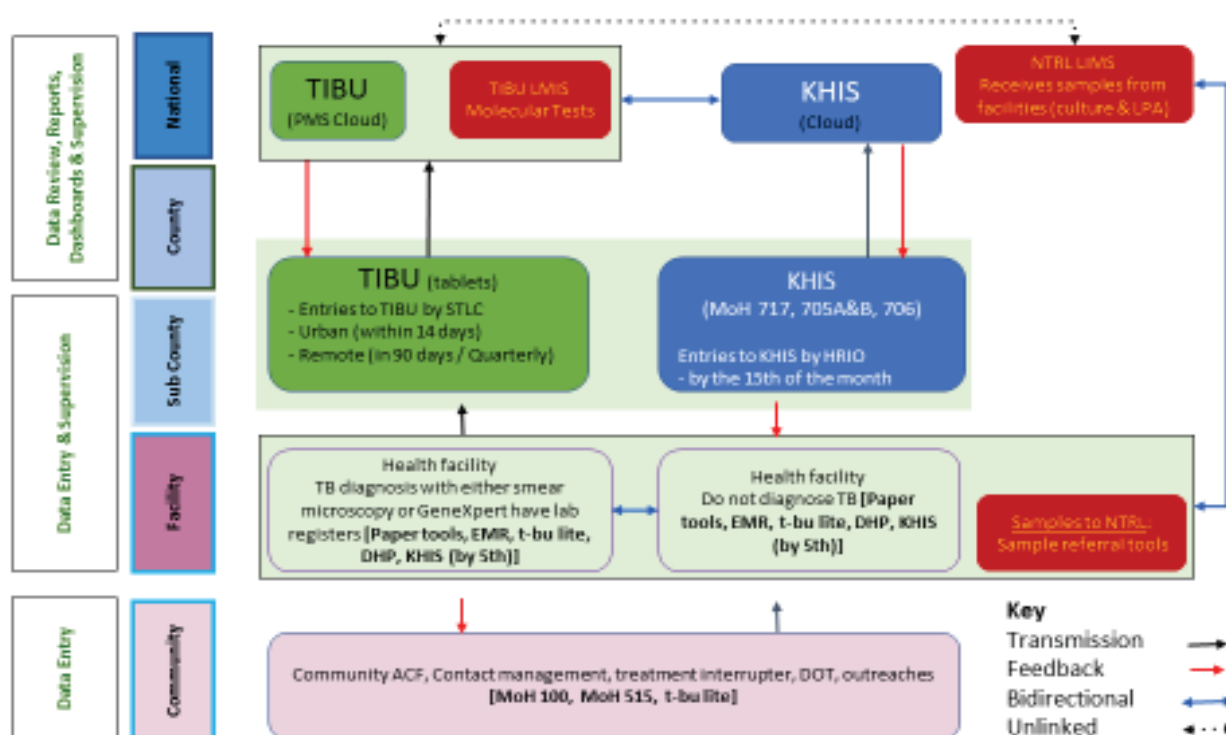 Data Review, Reports,
Dashboards & Supervision
National
County
TIBU
(PMS Cloud)
TIBU LMIS
Molecular Tests
KHIS
(Cloud)
NTRL LIMS
Receives samples from
facilities (culture & LPA)
Data Entry & Supervision
Sub County
Facility
TIBU (tablets)
- Entries to TIBU by STLC
- Urban (within 14 days)
- Remote (in 90 days / Quarterly)
KHIS
(MoH 717, 705A&B, 706)
Entries to KHIS by HRIO
- by the 15th of the month
Health facility
TB diagnosis with either smear
microscopy or GeneXpert have lab
registers [Paper tools, EMR, t-bu lite,
DHP, KHIS (by 5th)]
Health facility
Do not diagnose TB [Paper
tools, EMR, t-bu lite, DHP, KHIS
(by 5th)]
Samples to NTRL:
Sample referral tools
Data Entry
Community
Community ACF, Contact management, treatment interrupter, DOT, outreaches
[MoH 100, MoH 515, t-bu lite]
Key
Transmission
Feedback
Bidirectional
Unlinked